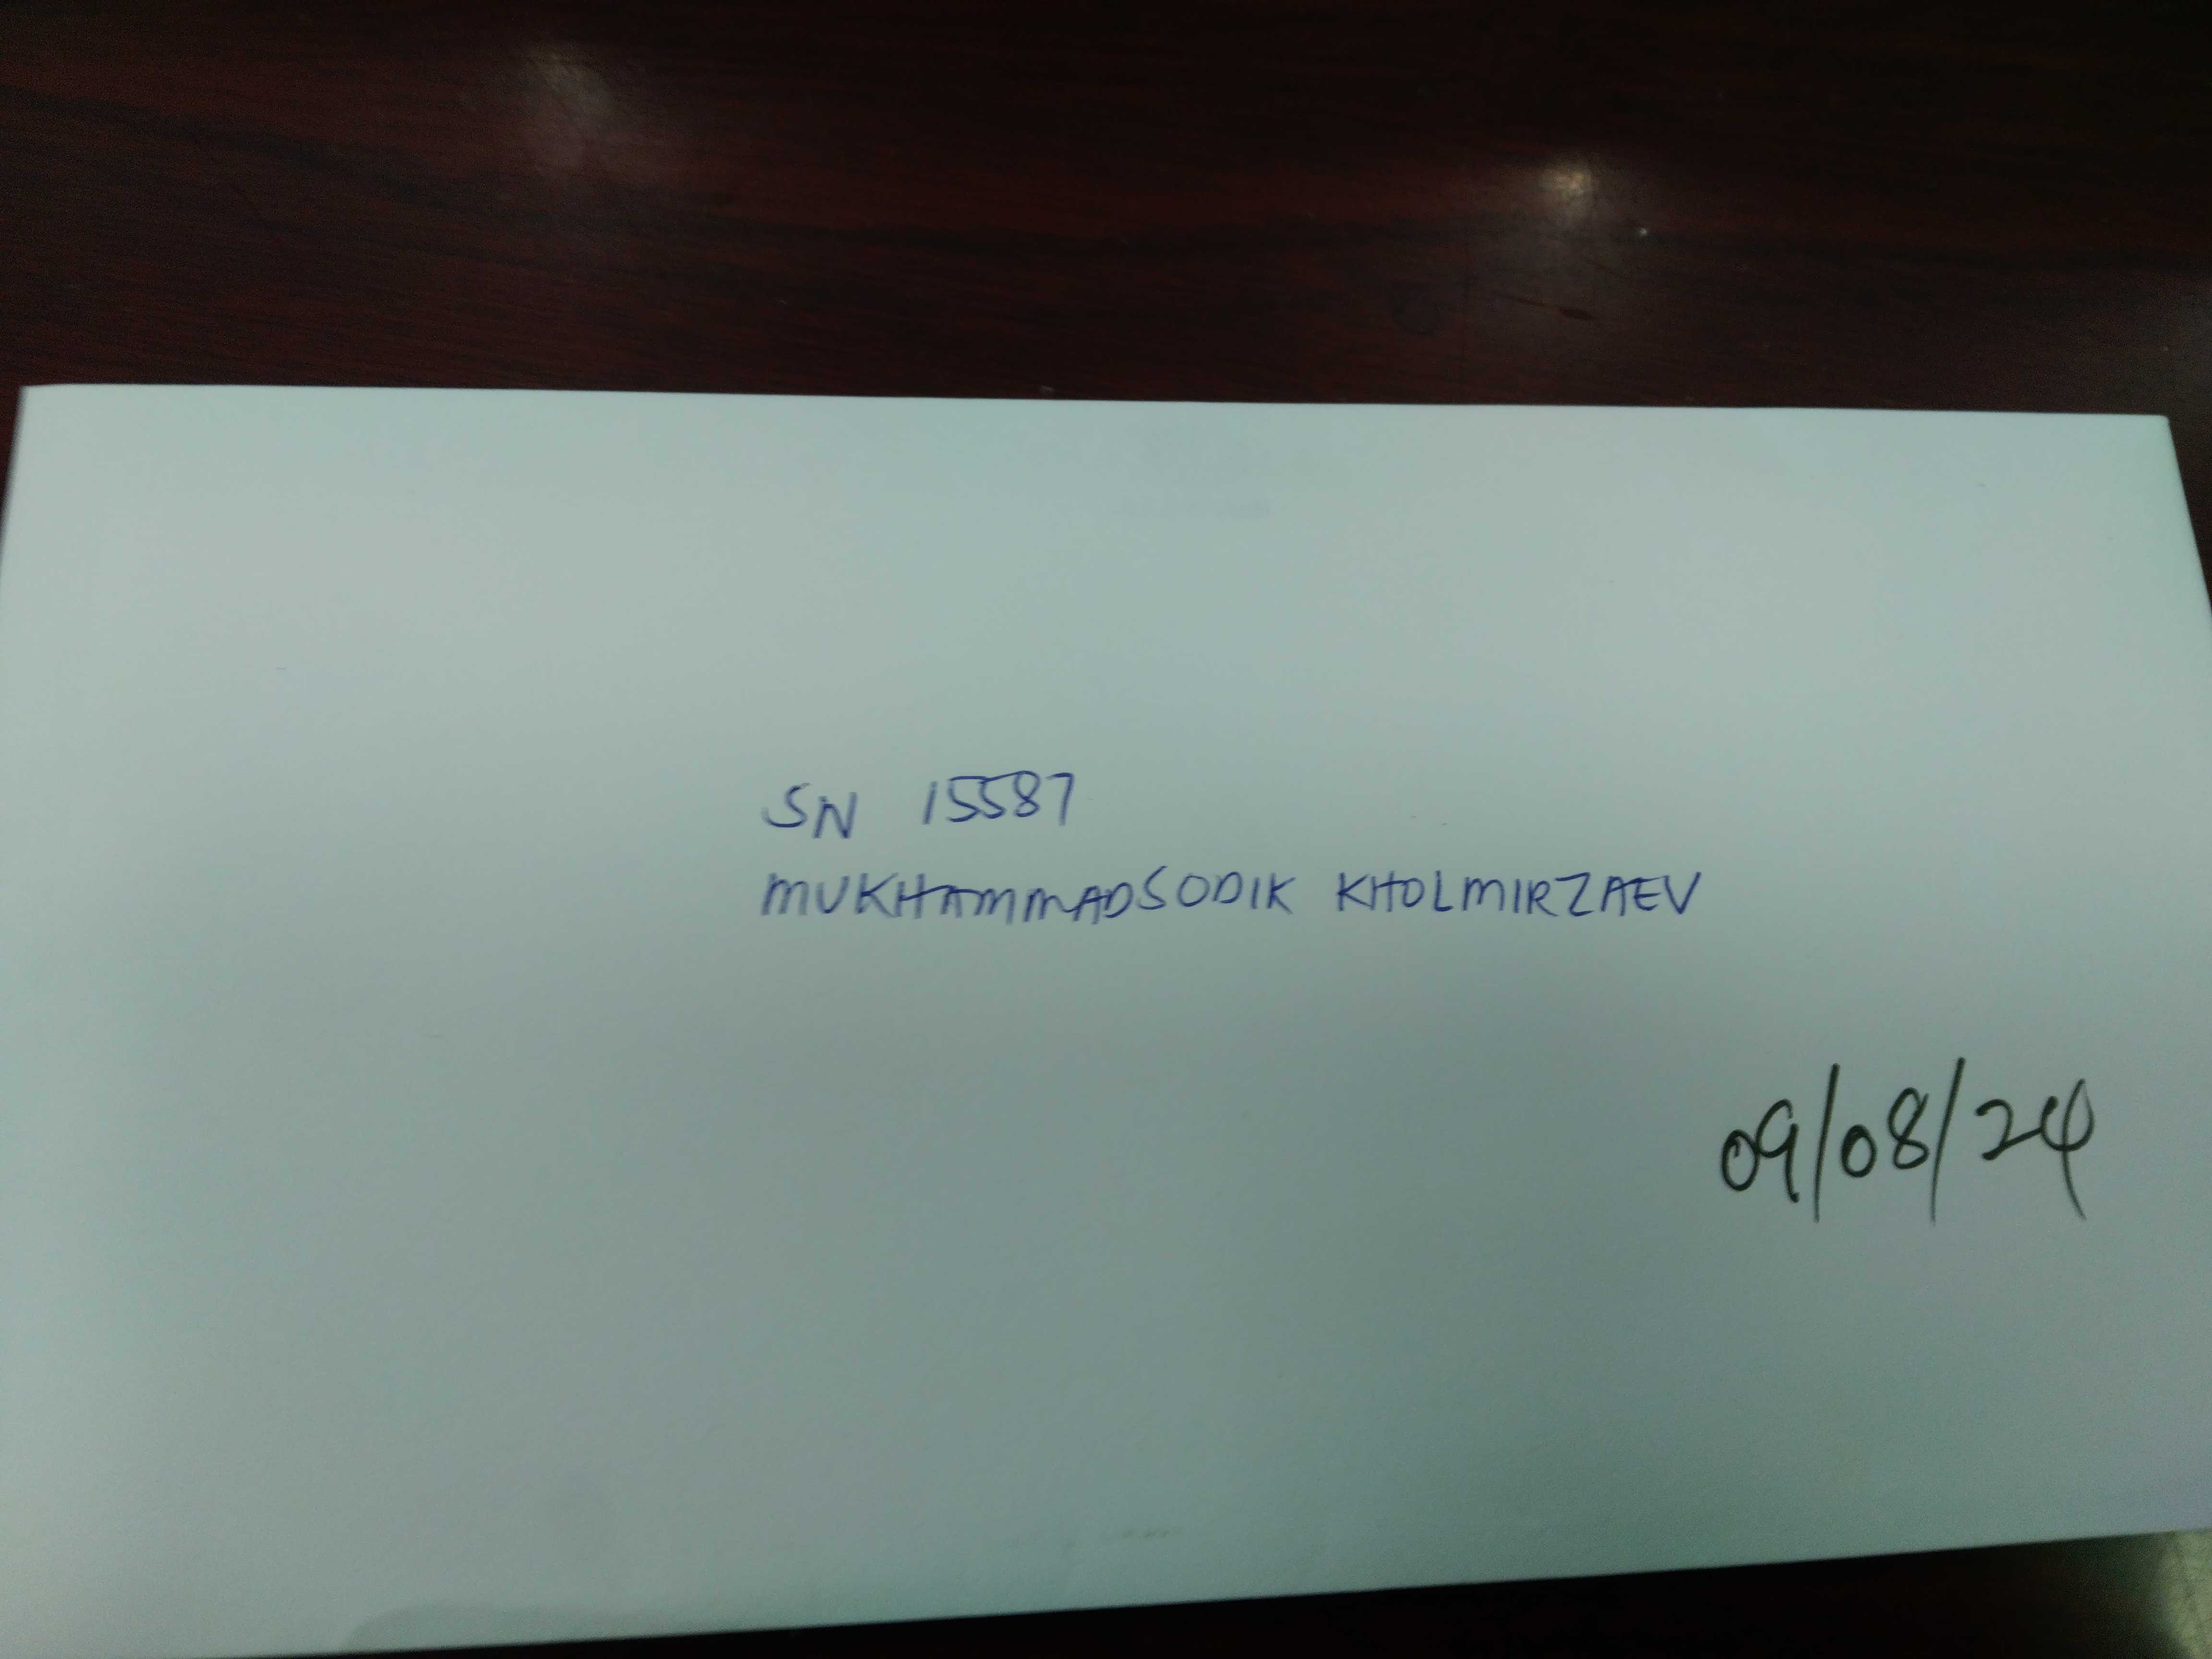 SN 15587
MUKHAMMADSODIK KHOLMIRZAEV
09/08/24